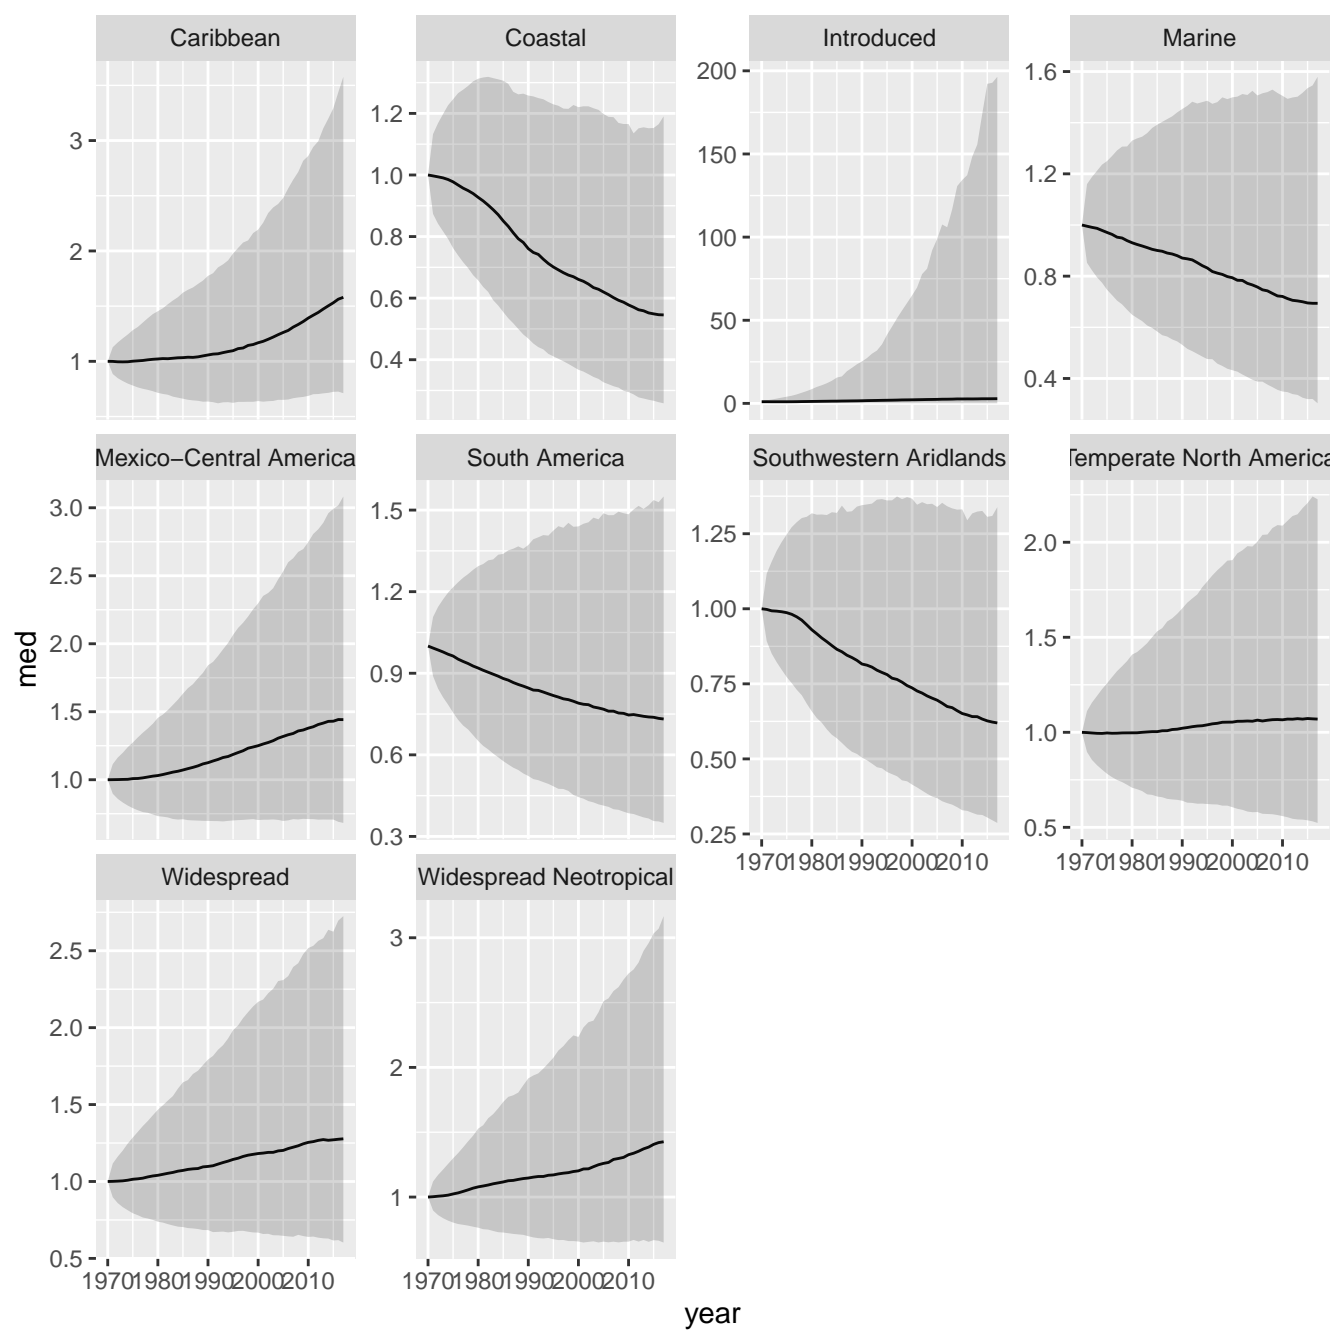 Caribbean
Coastal
Introduced
Marine
3
2
1
1.2
1.0
0.8
0.6
0.4
200
150
100
50
0
1.6
1.2
0.8
0.4
Mexico−Central America
South America
Southwestern Aridlands
Temperate North America
3.0
2.5
2.0
1.5
1.0
1.5
1.2
0.9
0.6
0.3
1.25
1.00
0.75
0.50
0.25
2.0
1.5
1.0
0.5
1970 1980 1990 2000 2010
1970 1980 1990 2000 2010
med
Widespread
Widespread Neotropical
2.5
2.0
1.5
1.0
0.5
3
2
1
1970 1980 1990 2000 2010
1970 1980 1990 2000 2010
year